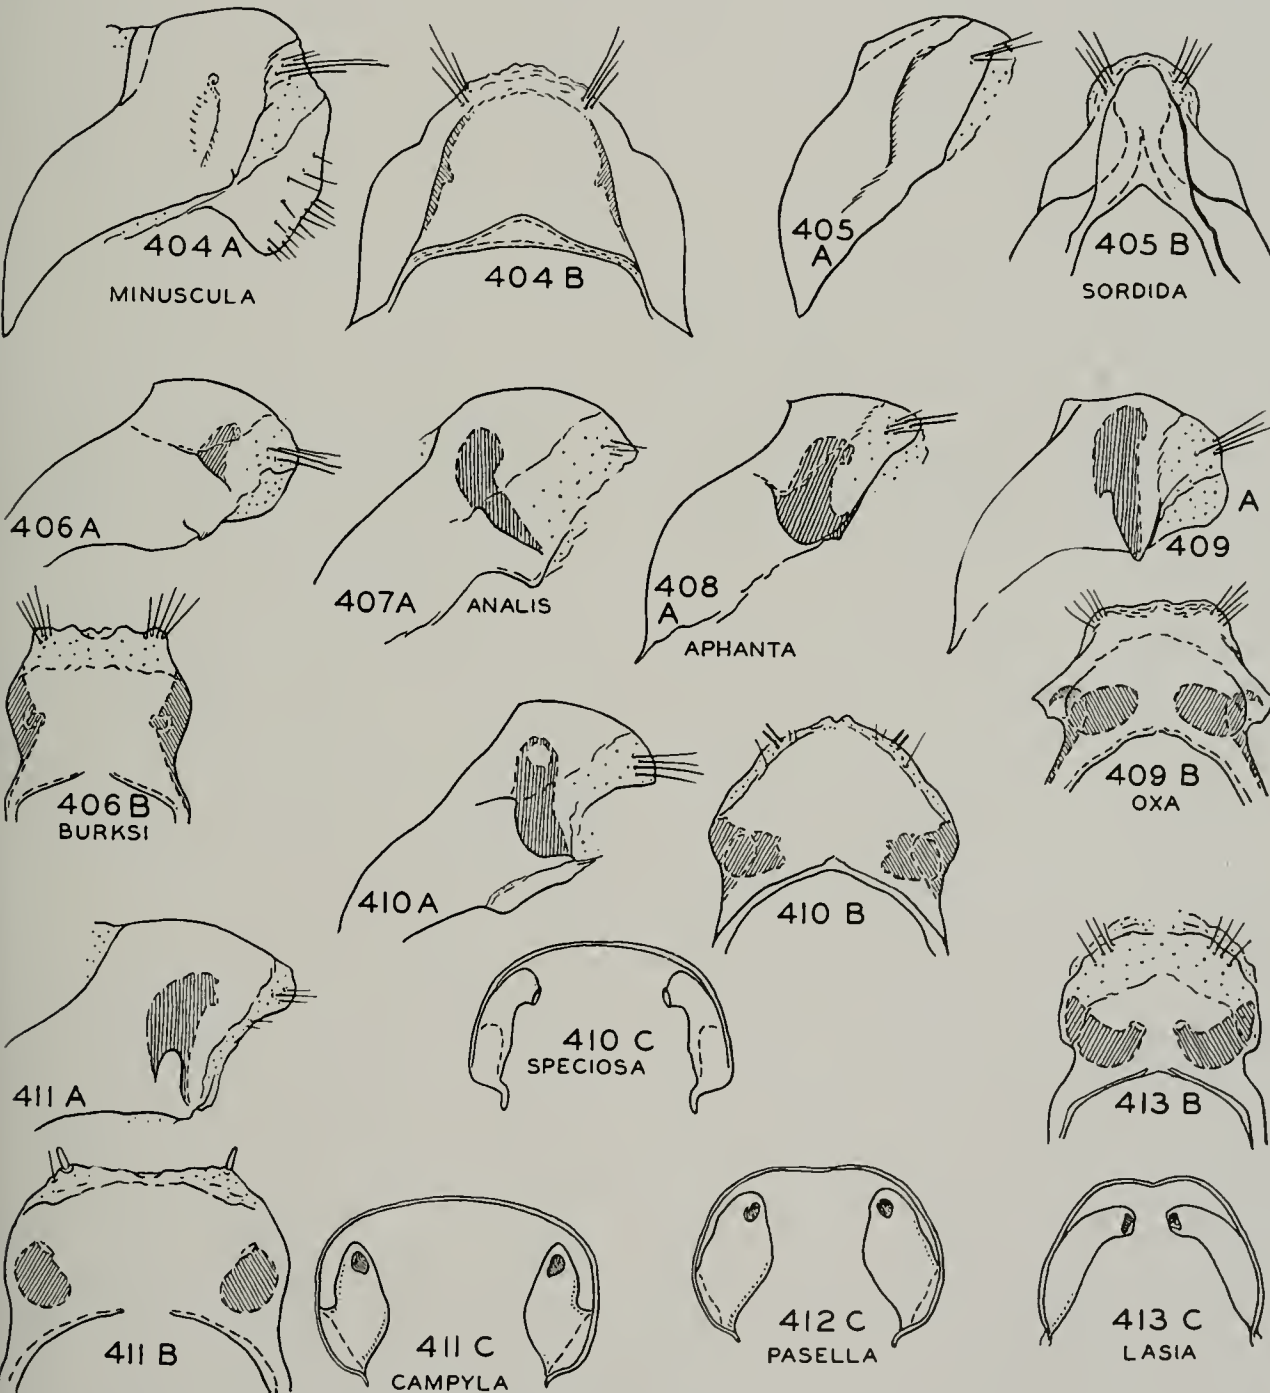 404 A
MINUSCULA
404 B
405
A
405 B
SORDIDA
406 A
407A
ANALIS
408
A
APHANTA
A
409
406 B
BURKSI
409 B
OXA
410 A
410 B
410 C
SPECIOSA
411 A
413 B
411 B
411 C
CAMPYLA
412 C
PASELLA
413 C
LASIA